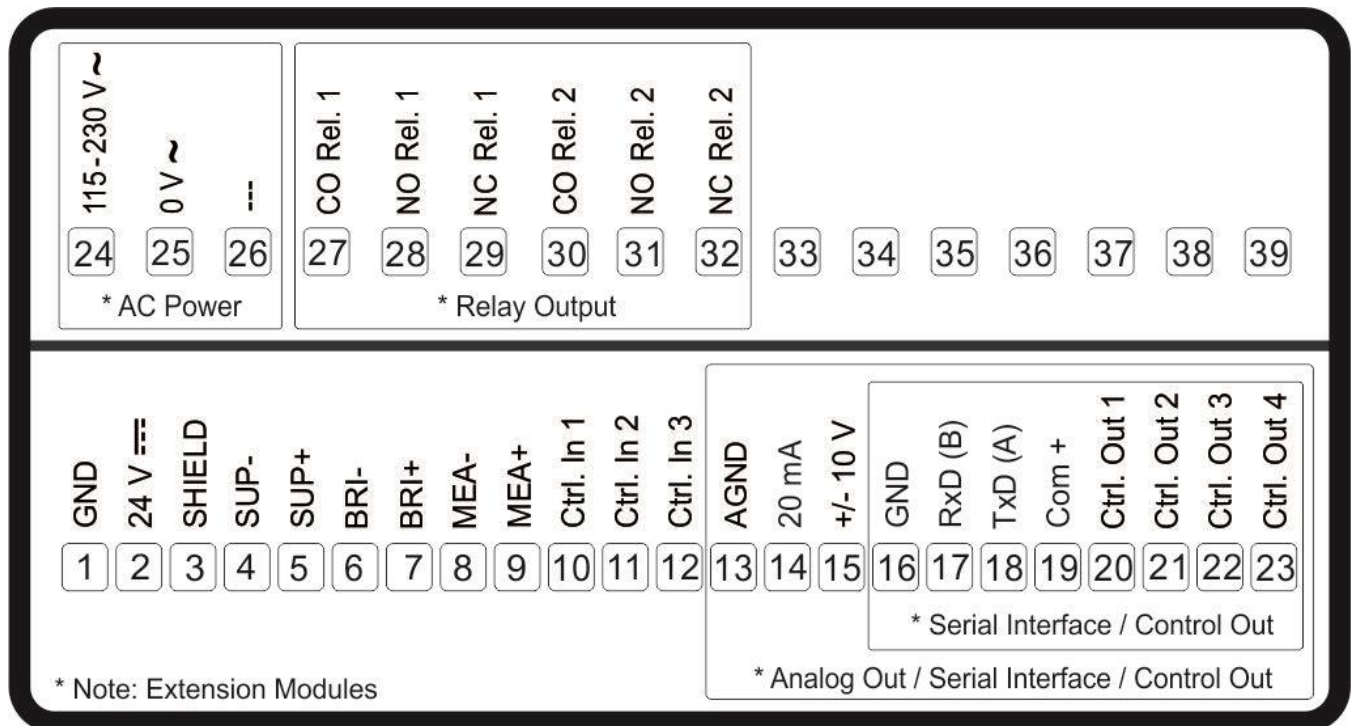 115-230 V~
0 V ~
---
CO Rel. 1
NO Rel. 1
NC Rel. 1
CO Rel. 2
NO Rel. 2
NC Rel. 2
24 25 26 27 28 29 30 31 32 33 34 35 36 37 38 39
* AC Power
* Relay Output
GND
24 V ⎓
SHIELD
SUP-
SUP+
BRI-
BRI+
MEA-
MEA+
Ctrl. In 1
Ctrl. In 2
Ctrl. In 3
AGND
20 mA
+/- 10 V
GND
RxD (B)
TxD (A)
Com +
Ctrl. Out 1
Ctrl. Out 2
Ctrl. Out 3
Ctrl. Out 4
1 2 3 4 5 6 7 8 9 10 11 12 13 14 15 16 17 18 19 20 21 22 23
* Serial Interface / Control Out
* Analog Out / Serial Interface / Control Out
* Note: Extension Modules